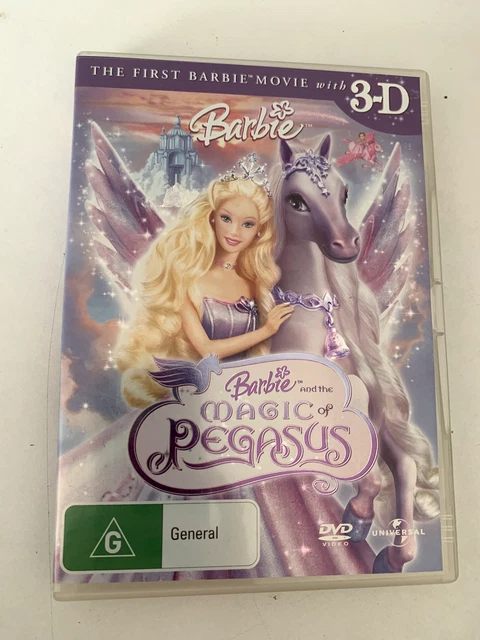 THE FIRST BARBIE™ MOVIE with 3-D
Barbie™
Barbie™ and the
MAGIC of
PEGASUS
G General
DVD
VIDEO
UNIVERSAL